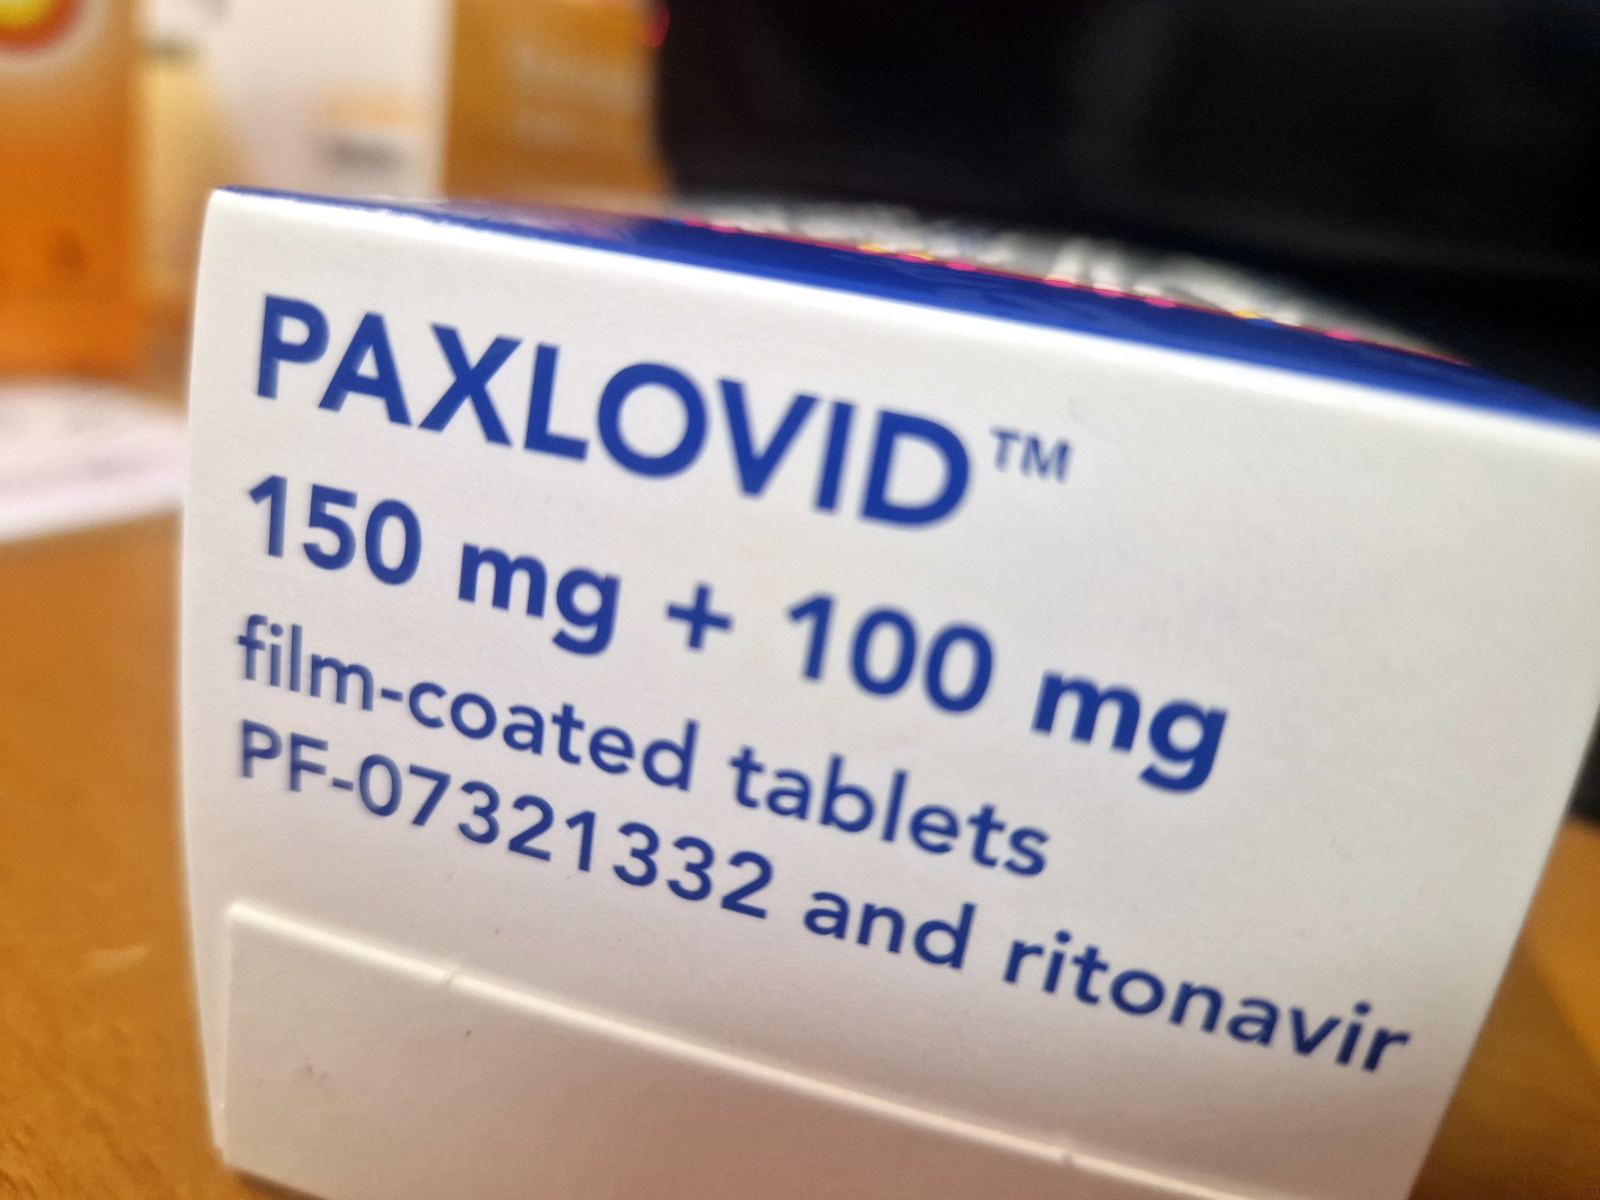 PAXLOVID™
150 mg + 100 mg
film-coated tablets
PF-07321332 and ritonavir